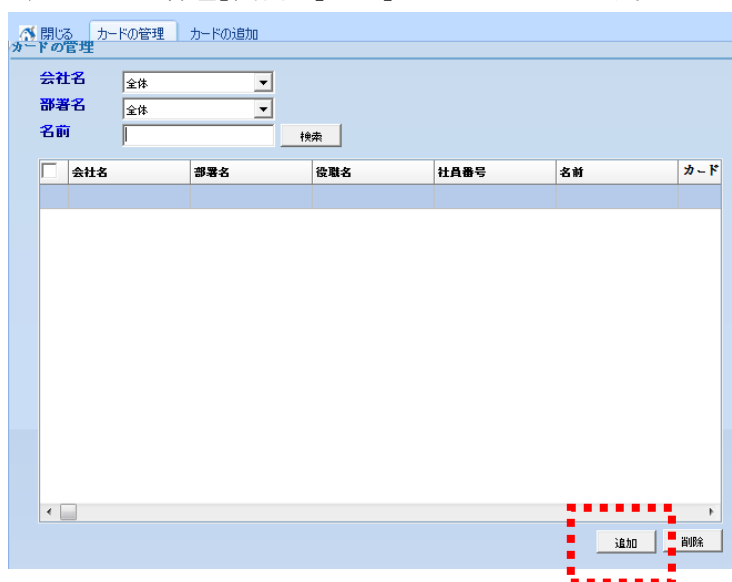 閉じる カードの管理 カードの追加
カードの管理
会社名 全体
部署名 全体
名前 検索
会社名 部署名 役職名 社員番号 名前 カード
追加 削除